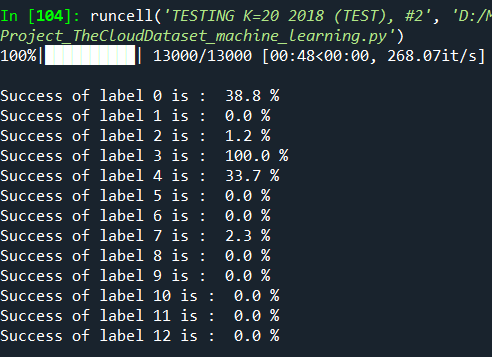 In [104]: runcell('TESTING K=20 2018 (TEST), #2', 'D:/M
Project_TheCloudDataset_machine_learning.py')
100%|██████████| 13000/13000 [00:48<00:00, 268.07it/s]
Success of label 0 is :  38.8 %
Success of label 1 is :  0.0 %
Success of label 2 is :  1.2 %
Success of label 3 is :  100.0 %
Success of label 4 is :  33.7 %
Success of label 5 is :  0.0 %
Success of label 6 is :  0.0 %
Success of label 7 is :  2.3 %
Success of label 8 is :  0.0 %
Success of label 9 is :  0.0 %
Success of label 10 is :  0.0 %
Success of label 11 is :  0.0 %
Success of label 12 is :  0.0 %